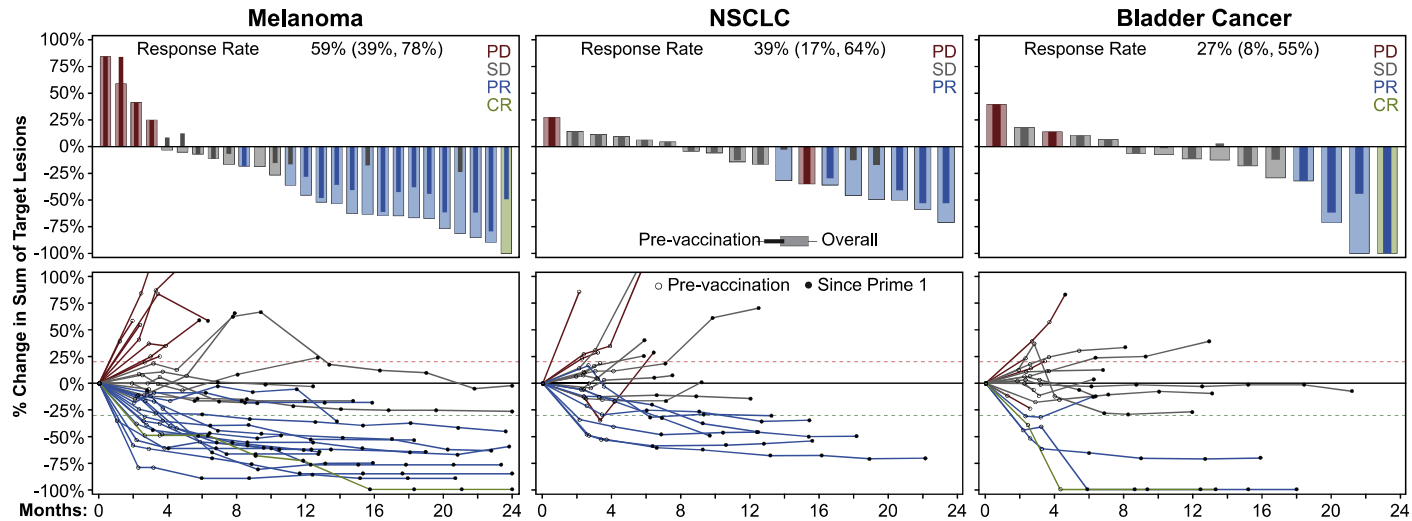 Melanoma NSCLC Bladder Cancer
% Change in Sum of Target Lesions
100%
75%
50%
25%
0%
-25%
-50%
-75%
-100%
Response Rate 59% (39%, 78%)
PD
SD
PR
CR
Response Rate 39% (17%, 64%)
PD
SD
PR
Pre-vaccination Overall
Response Rate 27% (8%, 55%)
PD
SD
PR
CR
100%
75%
50%
25%
0%
-25%
-50%
-75%
-100%
Pre-vaccination Since Prime 1
Months: 0 4 8 12 16 20 24 0 4 8 12 16 20 24 0 4 8 12 16 20 24